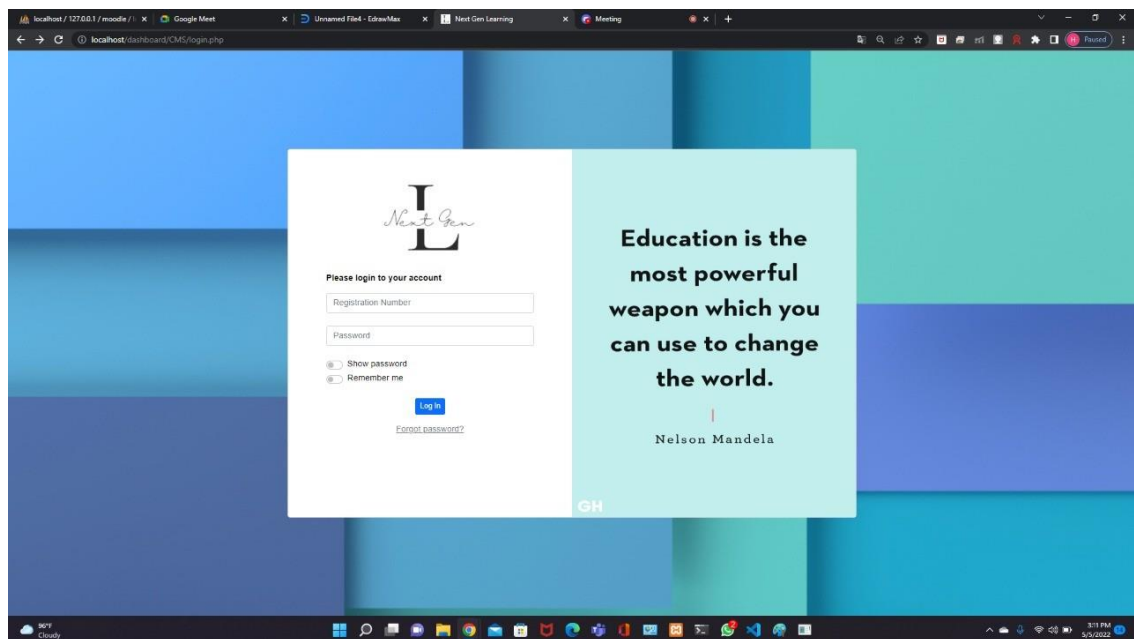 localhost / 127.0.0.1 / moodie / l
Google Meet
Unnamed File4 - EdrawMax
Next Gen Learning
Meeting
localhost/dashboard/CMS/login.php
Paused
L
Next Gen
Please login to your account
Registration Number
Password
Show password
Remember me
Log In
Forgot password?
Education is the
most powerful
weapon which you
can use to change
the world.
Nelson Mandela
GH
96°F
Cloudy
3:11 PM
5/5/2022